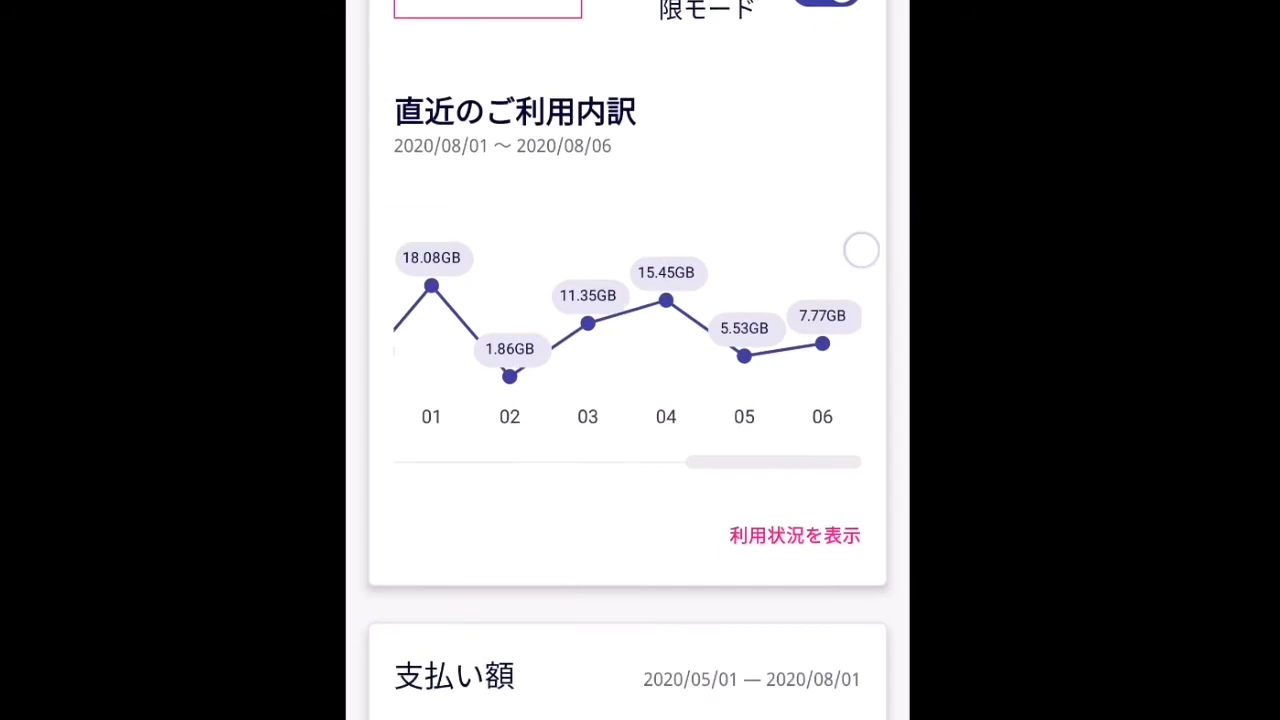 限モード
直近のご利用内訳
2020/08/01 〜 2020/08/06
18.08GB
1.86GB
11.35GB
15.45GB
5.53GB
7.77GB
01 02 03 04 05 06
利用状況を表示
支払い額
2020/05/01 — 2020/08/01